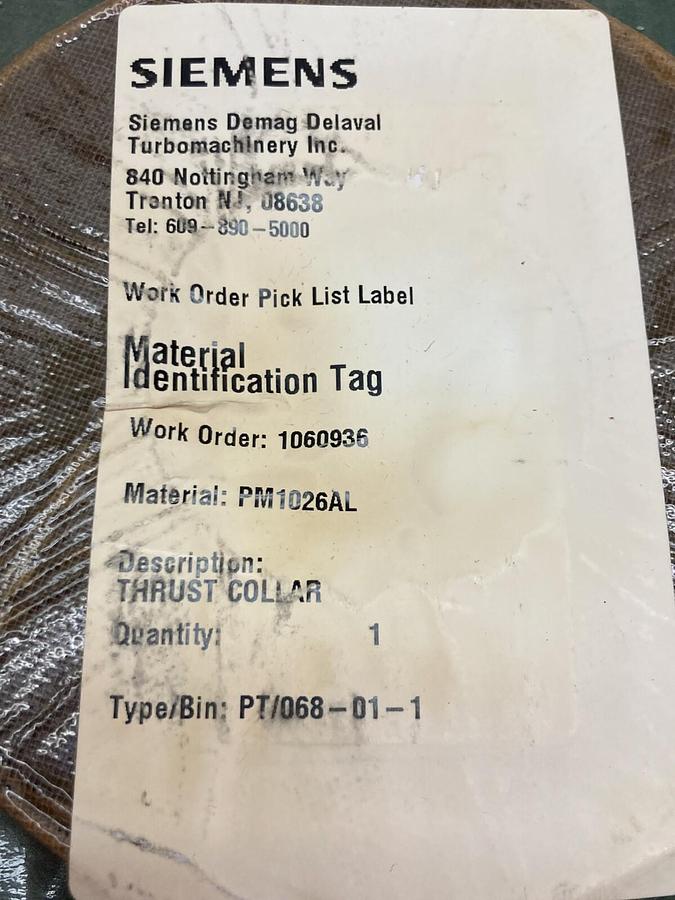 SIEMENS
Siemens Demag Delaval
Turbomachinery Inc.
840 Nottingham Way
Trenton NJ, 08638
Tel: 609-890-5000
Work Order Pick List Label
Material
Identification Tag
Work Order: 1060936
Material: PM1026AL
Description:
THRUST COLLAR
Quantity: 1
Type/Bin: PT/068-01-1